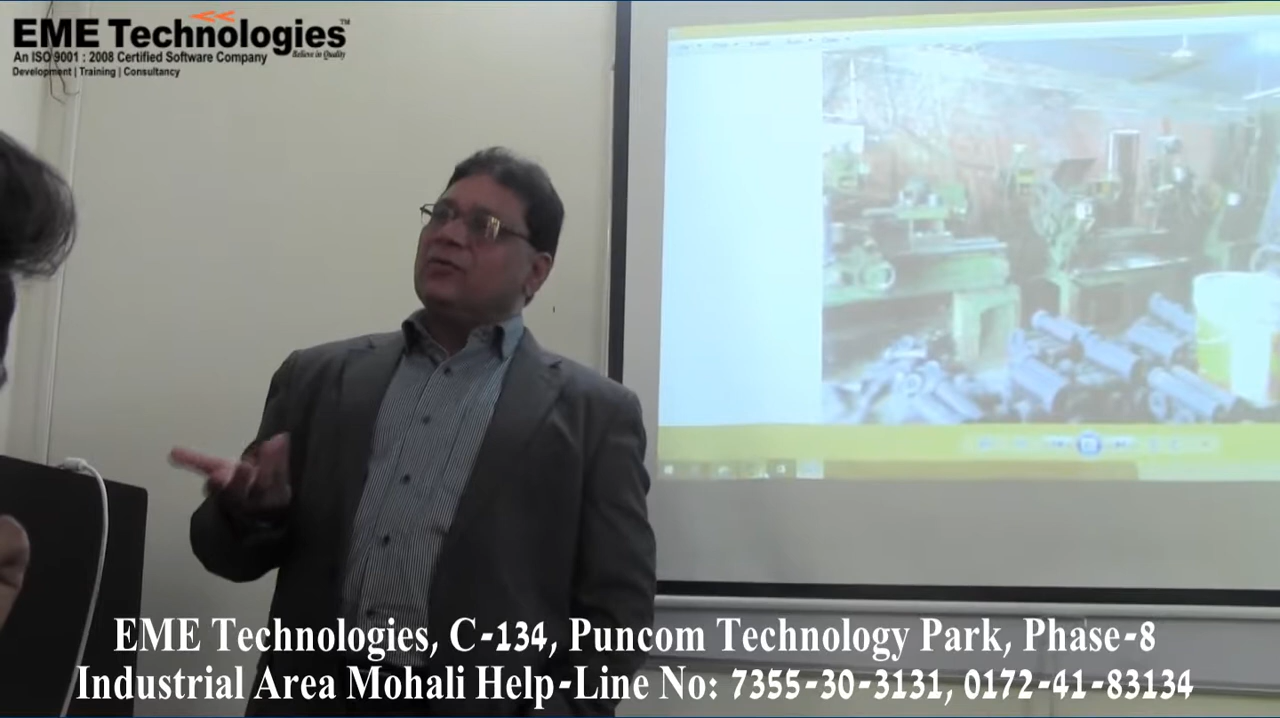 EME Technologies™
Believe in Quality
An ISO 9001 : 2008 Certified Software Company
Development | Training | Consultancy
EME Technologies, C-134, Puncom Technology Park, Phase-8
Industrial Area Mohali Help-Line No: 7355-30-3131, 0172-41-83134